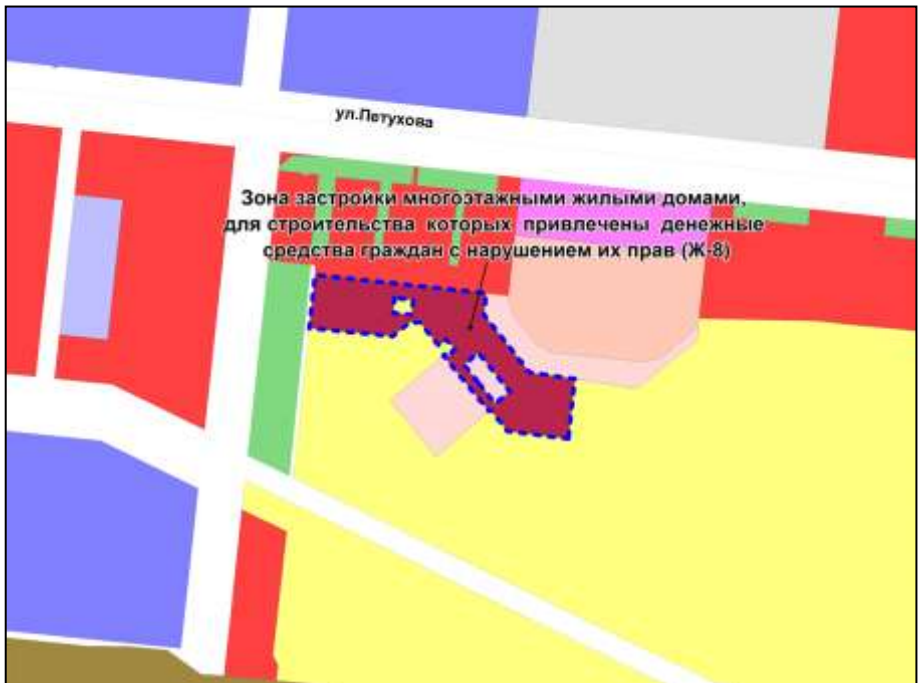 ул.Петухова
Зона застройки многоэтажными жилыми домами,
для строительства которых привлечены денежные
средства граждан с нарушением их прав (Ж-8)